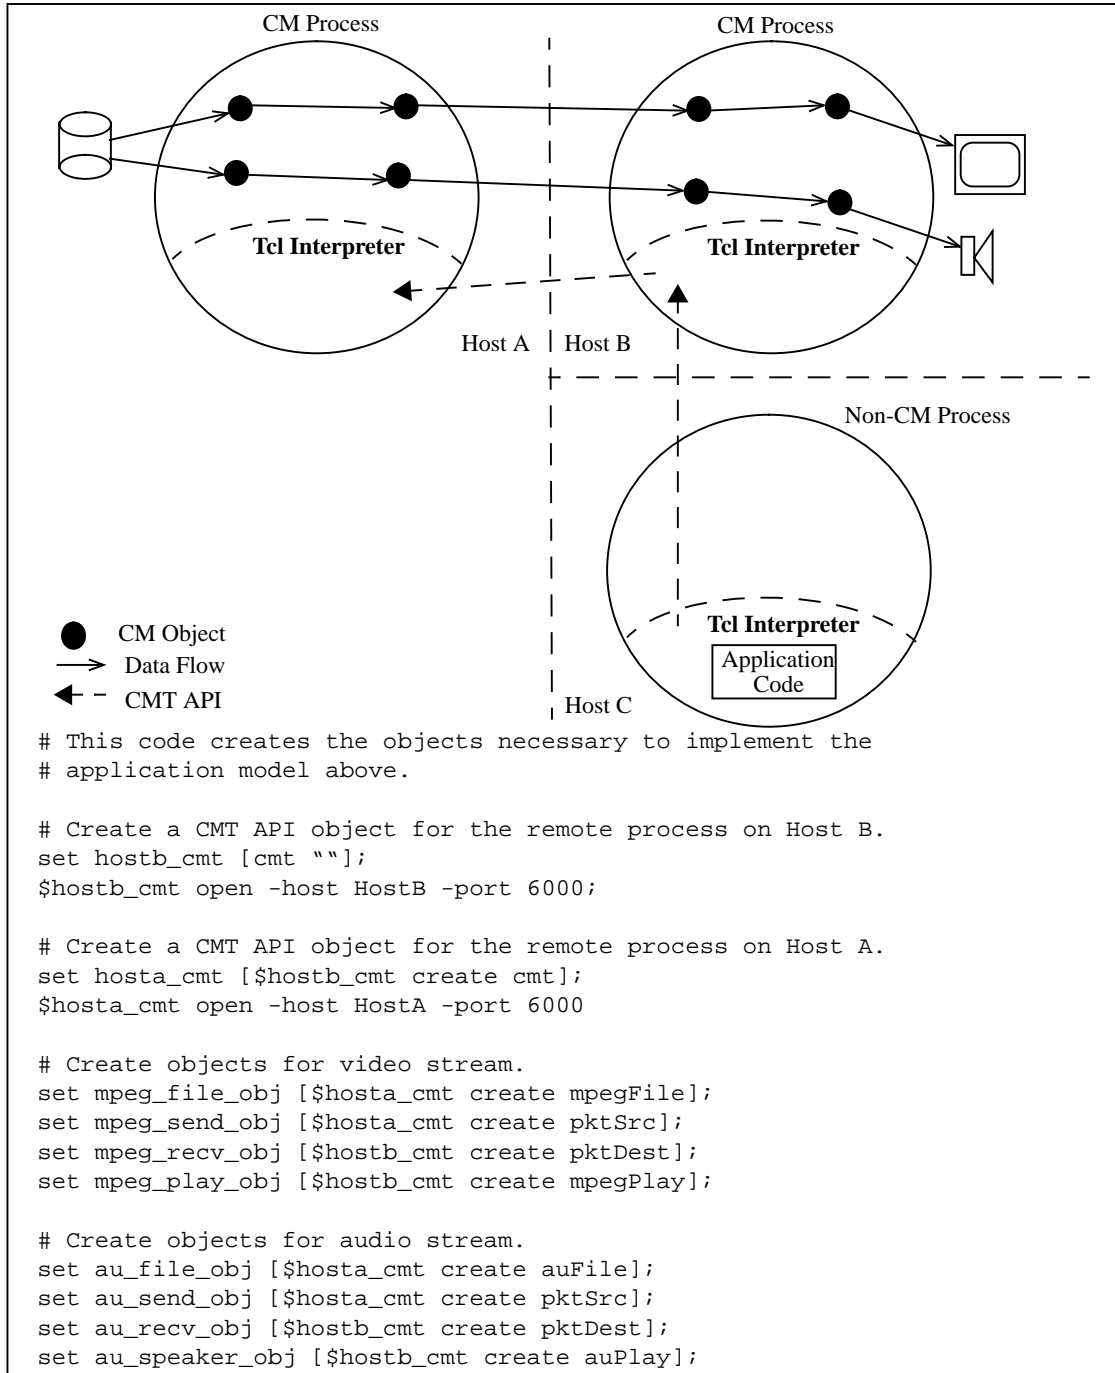 CM Process
CM Process
Tcl Interpreter
Tcl Interpreter
Host A
Host B
Non-CM Process
Tcl Interpreter
Application
Code
CM Object
Data Flow
CMT API
Host C
# This code creates the objects necessary to implement the
# application model above.
# Create a CMT API object for the remote process on Host B.
set hostb_cmt [cmt ““];
$hostb_cmt open -host HostB -port 6000;
# Create a CMT API object for the remote process on Host A.
set hosta_cmt [$hostb_cmt create cmt];
$hosta_cmt open -host HostA -port 6000
# Create objects for video stream.
set mpeg_file_obj [$hosta_cmt create mpegFile];
set mpeg_send_obj [$hosta_cmt create pktSrc];
set mpeg_recv_obj [$hostb_cmt create pktDest];
set mpeg_play_obj [$hostb_cmt create mpegPlay];
# Create objects for audio stream.
set au_file_obj [$hosta_cmt create auFile];
set au_send_obj [$hosta_cmt create pktSrc];
set au_recv_obj [$hostb_cmt create pktDest];
set au_speaker_obj [$hostb_cmt create auPlay];